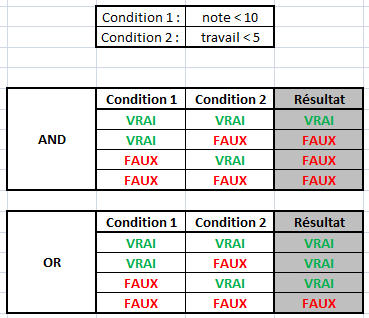 Condition 1 : note < 10
Condition 2 : travail < 5
Condition 1 Condition 2 Résultat
VRAI VRAI VRAI
AND VRAI FAUX FAUX
FAUX VRAI FAUX
FAUX FAUX FAUX
Condition 1 Condition 2 Résultat
VRAI VRAI VRAI
OR VRAI FAUX VRAI
FAUX VRAI VRAI
FAUX FAUX FAUX